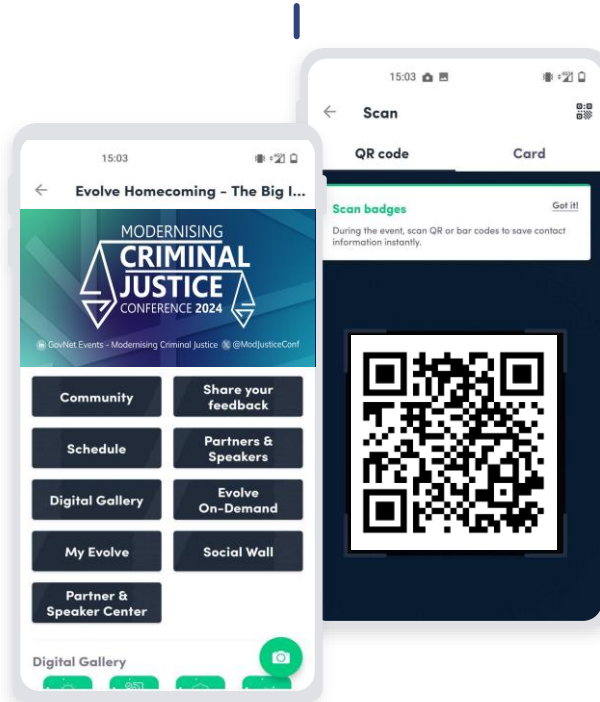 15:03
Evolve Homecoming - The Big I...
MODERNISING
CRIMINAL
JUSTICE
CONFERENCE 2024
GovNet Events - Modernising Criminal Justice @ModJusticeConf
Community
Share your
feedback
Schedule
Partners &
Speakers
Digital Gallery
Evolve
On-Demand
My Evolve
Social Wall
Partner &
Speaker Center
Digital Gallery
15:03
Scan
QR code
Card
Scan badges
Got it!
During the event, scan QR or bar codes to save contact
information instantly.